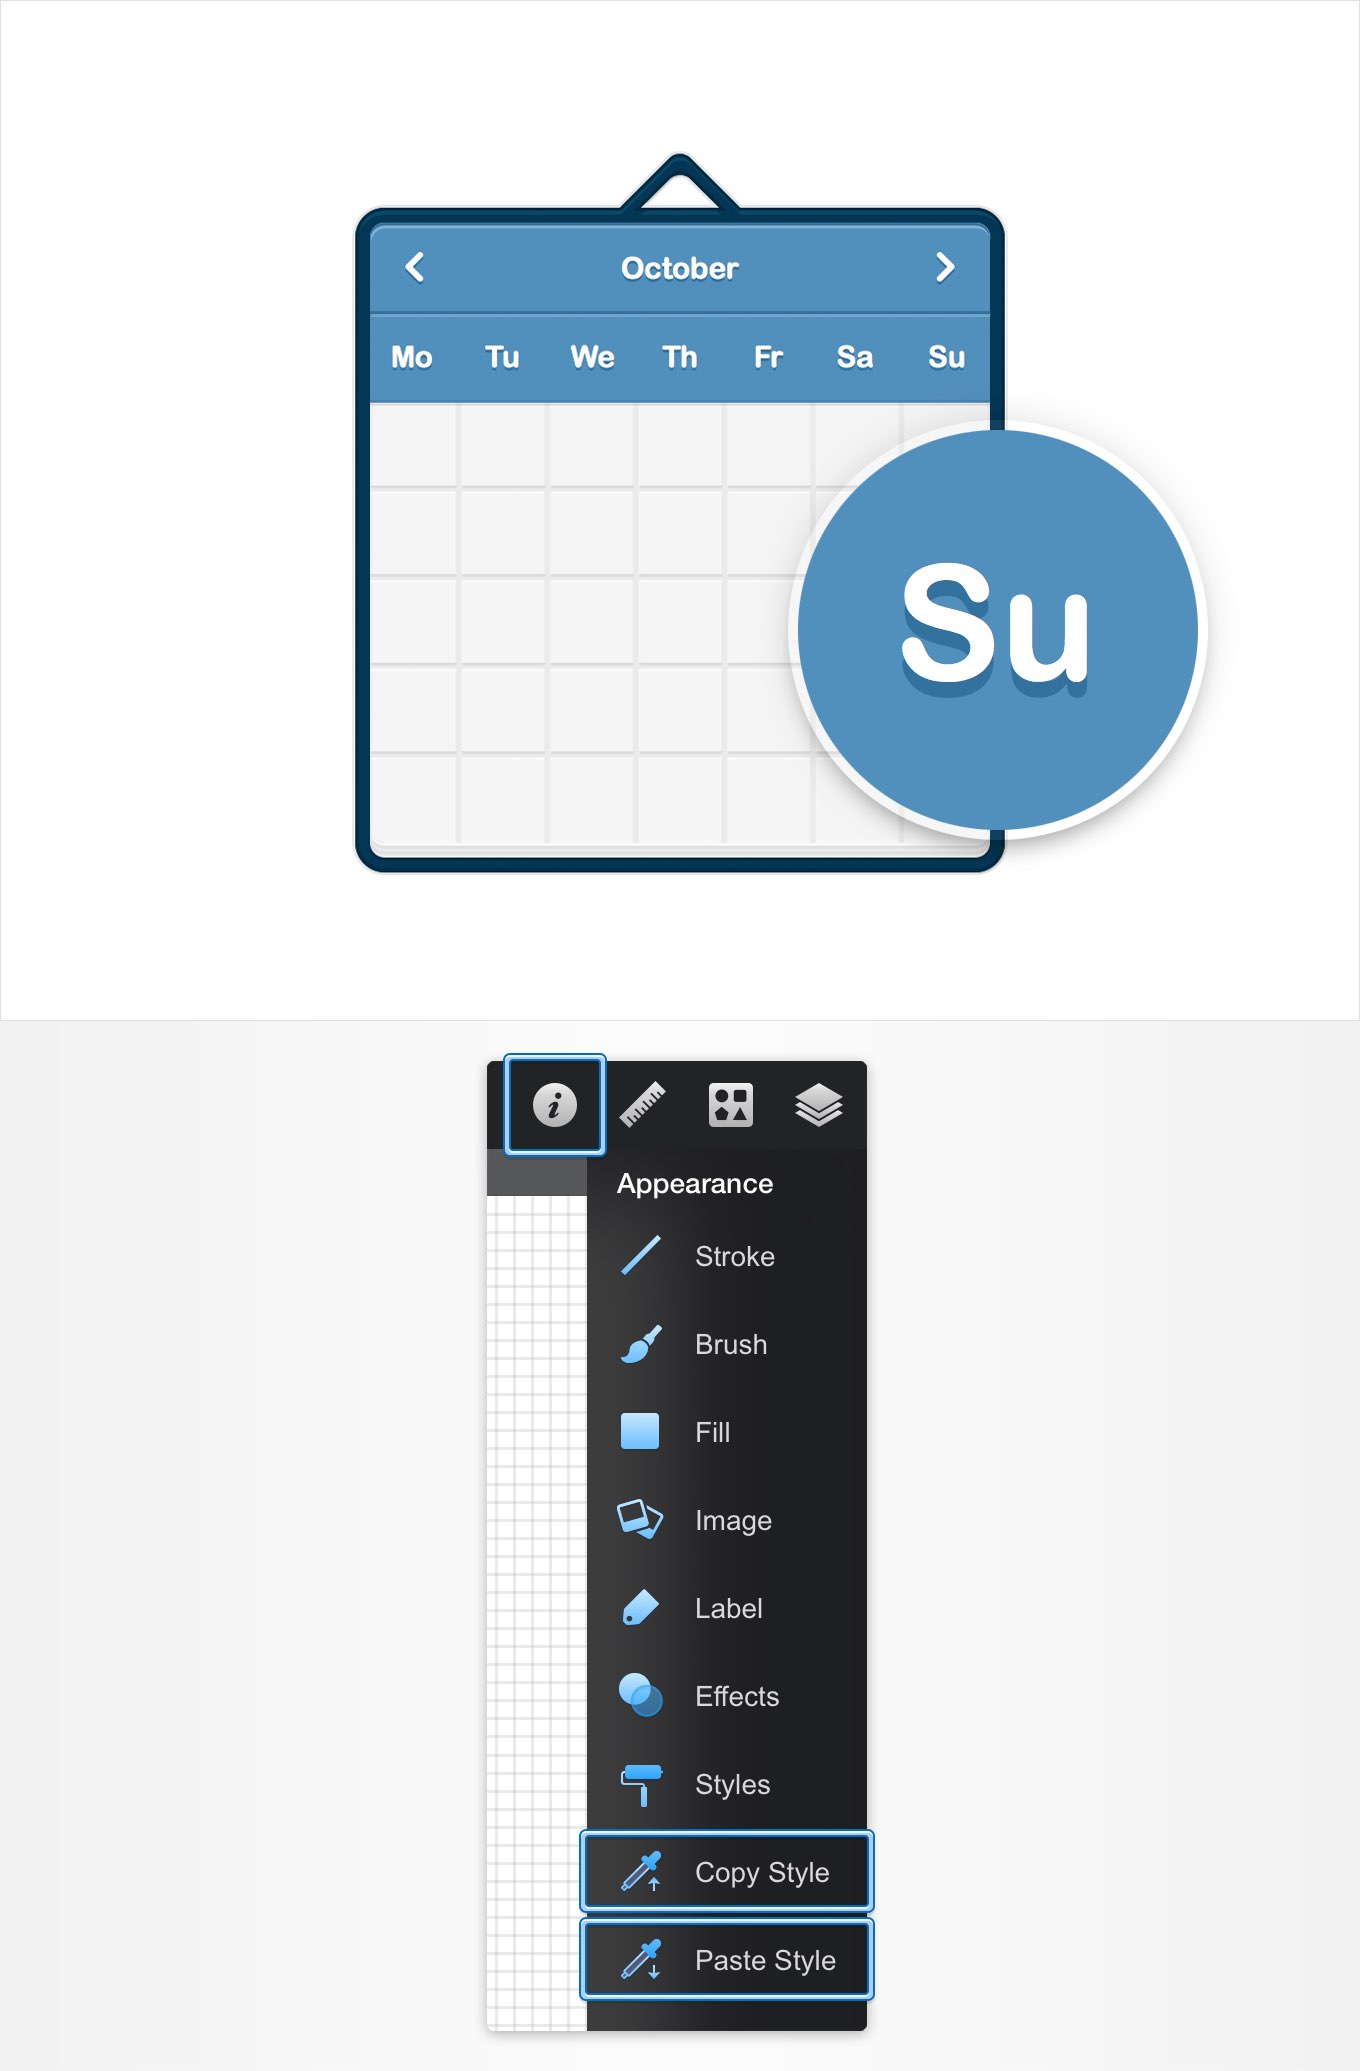 October
Mo Tu We Th Fr Sa Su
Su
Appearance
Stroke
Brush
Fill
Image
Label
Effects
Styles
Copy Style
Paste Style